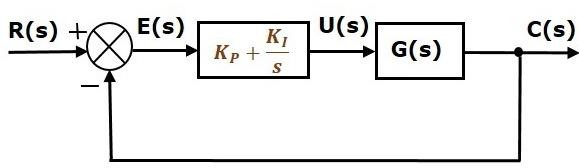 R(s) + E(s) K_P + K_I/s U(s) G(s) C(s)
−